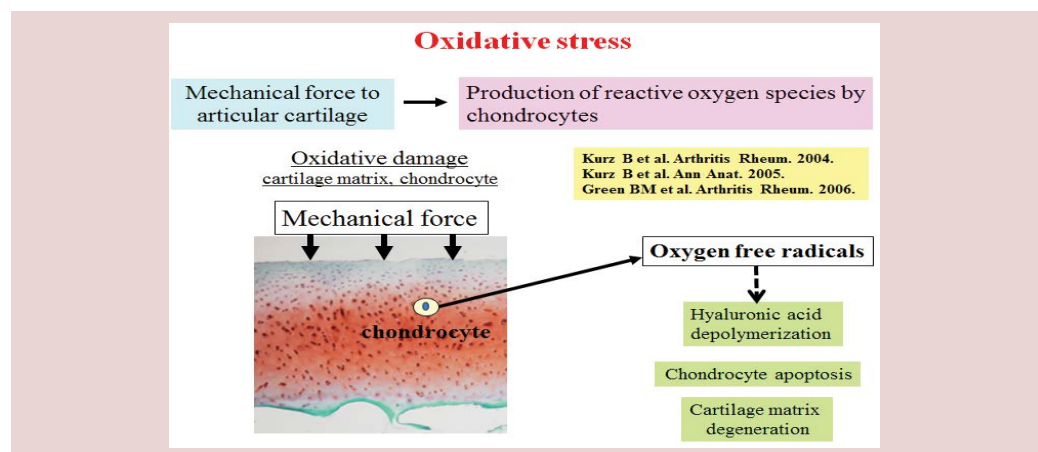 Oxidative stress
Mechanical force to
articular cartilage
Production of reactive oxygen species by
chondrocytes
Oxidative damage
cartilage matrix, chondrocyte
Kurz B et al. Arthritis Rheum. 2004.
Kurz B et al. Ann Anat. 2005.
Green BM et al. Arthritis Rheum. 2006.
Mechanical force
Oxygen free radicals
chondrocyte
Hyaluronic acid
depolymerization
Chondrocyte apoptosis
Cartilage matrix
degeneration